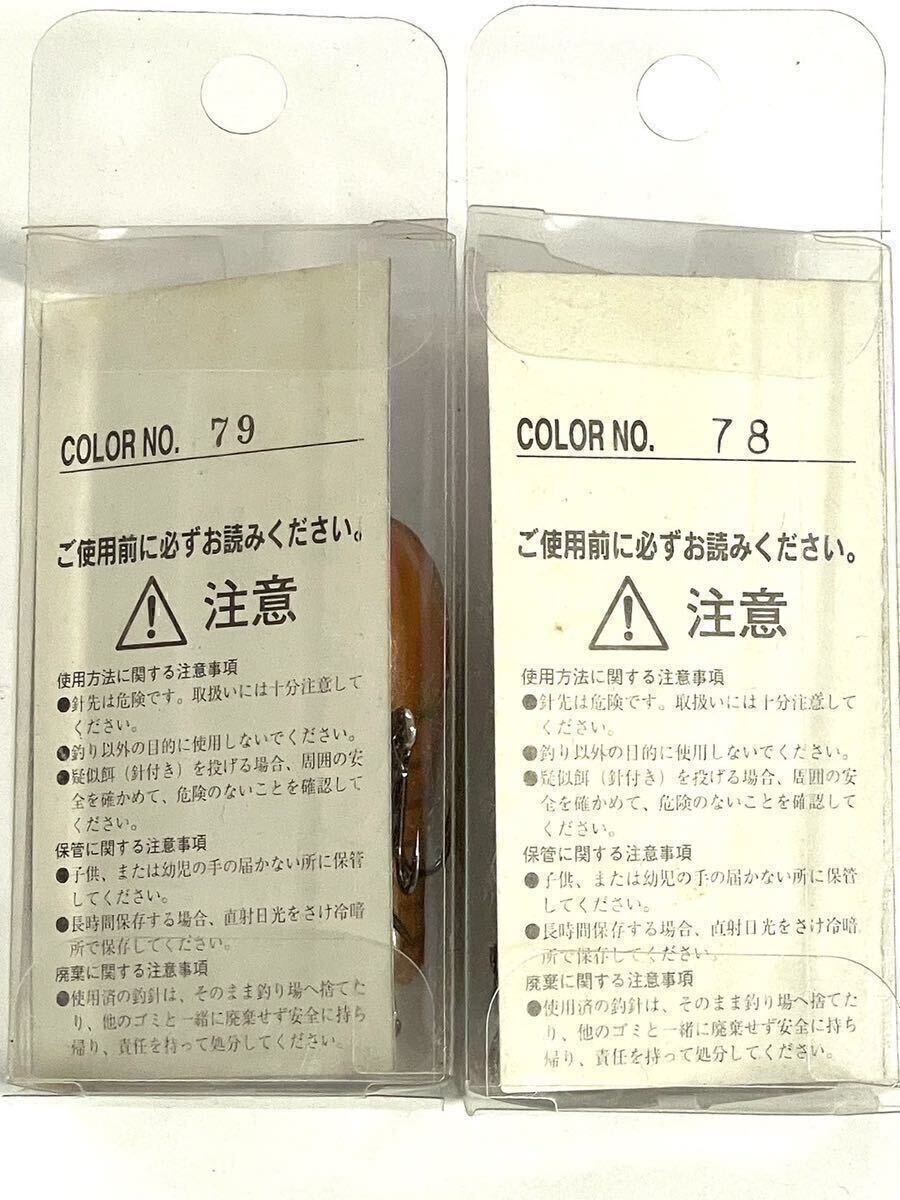 COLOR NO. 79
ご使用前に必ずお読みください。
注意
使用方法に関する注意事項
●針先は危険です。取扱いには十分注意して
ください。
●釣り以外の目的に使用しないでください。
●疑似餌（針付き）を投げる場合、周囲の安
全を確かめて、危険のないことを確認して
ください。
保管に関する注意事項
●子供、または幼児の手の届かない所に保管
してください。
●長時間保存する場合、直射日光をさけ冷暗
所で保存してください。
廃棄に関する注意事項
●使用済の釣針は、そのまま釣り場へ捨てた
り、他のゴミと一緒に廃棄せず安全に持ち
帰り、責任を持って処分してください。
COLOR NO. 78
ご使用前に必ずお読みください。
注意
使用方法に関する注意事項
●針先は危険です。取扱いには十分注意して
ください。
●釣り以外の目的に使用しないでください。
●疑似餌（針付き）を投げる場合、周囲の安
全を確かめて、危険のないことを確認して
ください。
保管に関する注意事項
●子供、または幼児の手の届かない所に保管
してください。
●長時間保存する場合、直射日光をさけ冷暗
所で保存してください。
廃棄に関する注意事項
●使用済の釣針は、そのまま釣り場へ捨てた
り、他のゴミと一緒に廃棄せず安全に持ち
帰り、責任を持って処分してください。